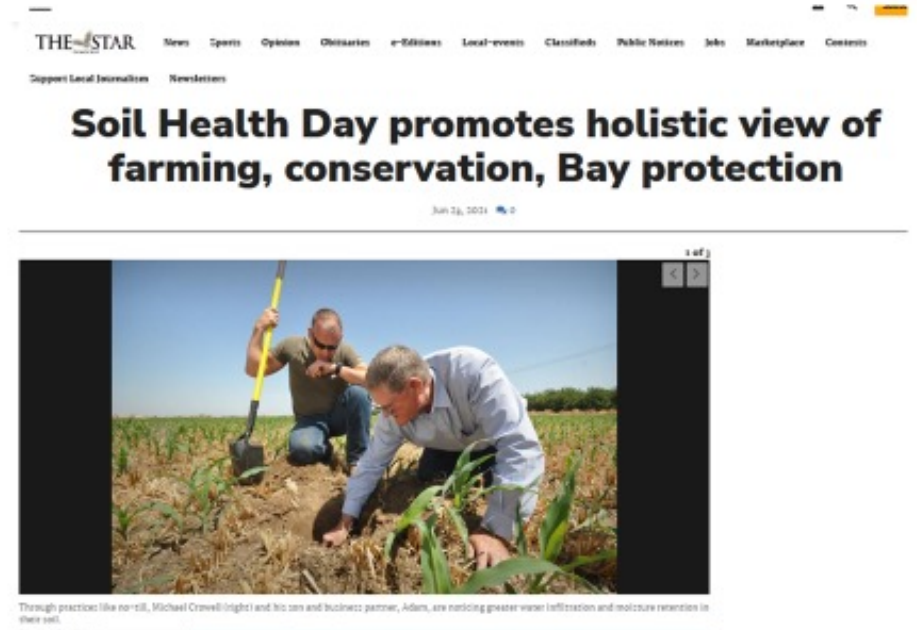 THE STAR News Sports Opinion Obituaries e-Editions Local-events Classifieds Public Notices Jobs Marketplace Contests
Support Local Journalism Newsletters
Soil Health Day promotes holistic view of
farming, conservation, Bay protection
Jun 2021 0
1 of 3
Through practices like no-till, Michael Crowell (right) and his son and business partner, Adam, are noticing greater water infiltration and moisture retention in
their soil.